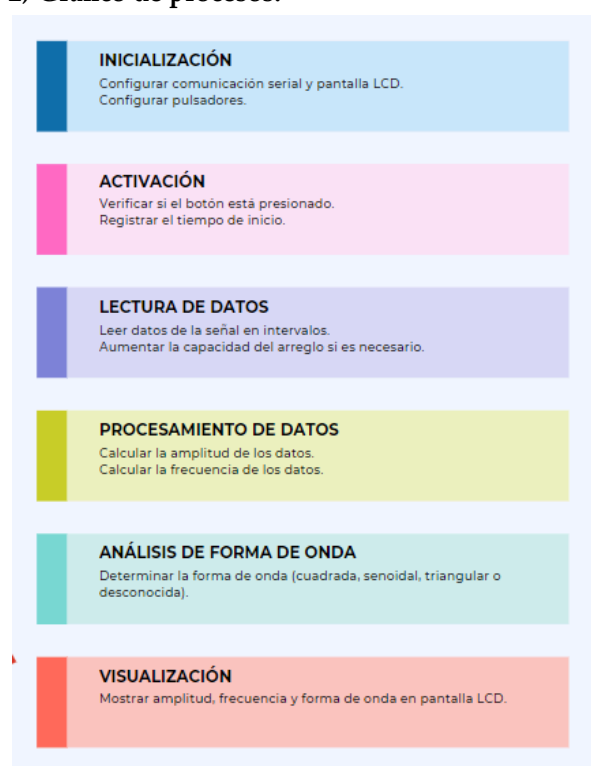 2) Gráfico de procesos:
INICIALIZACIÓN
Configurar comunicación serial y pantalla LCD.
Configurar pulsadores.
ACTIVACIÓN
Verificar si el botón está presionado.
Registrar el tiempo de inicio.
LECTURA DE DATOS
Leer datos de la señal en intervalos.
Aumentar la capacidad del arreglo si es necesario.
PROCESAMIENTO DE DATOS
Calcular la amplitud de los datos.
Calcular la frecuencia de los datos.
ANÁLISIS DE FORMA DE ONDA
Determinar la forma de onda (cuadrada, senoidal, triangular o
desconocida).
VISUALIZACIÓN
Mostrar amplitud, frecuencia y forma de onda en pantalla LCD.